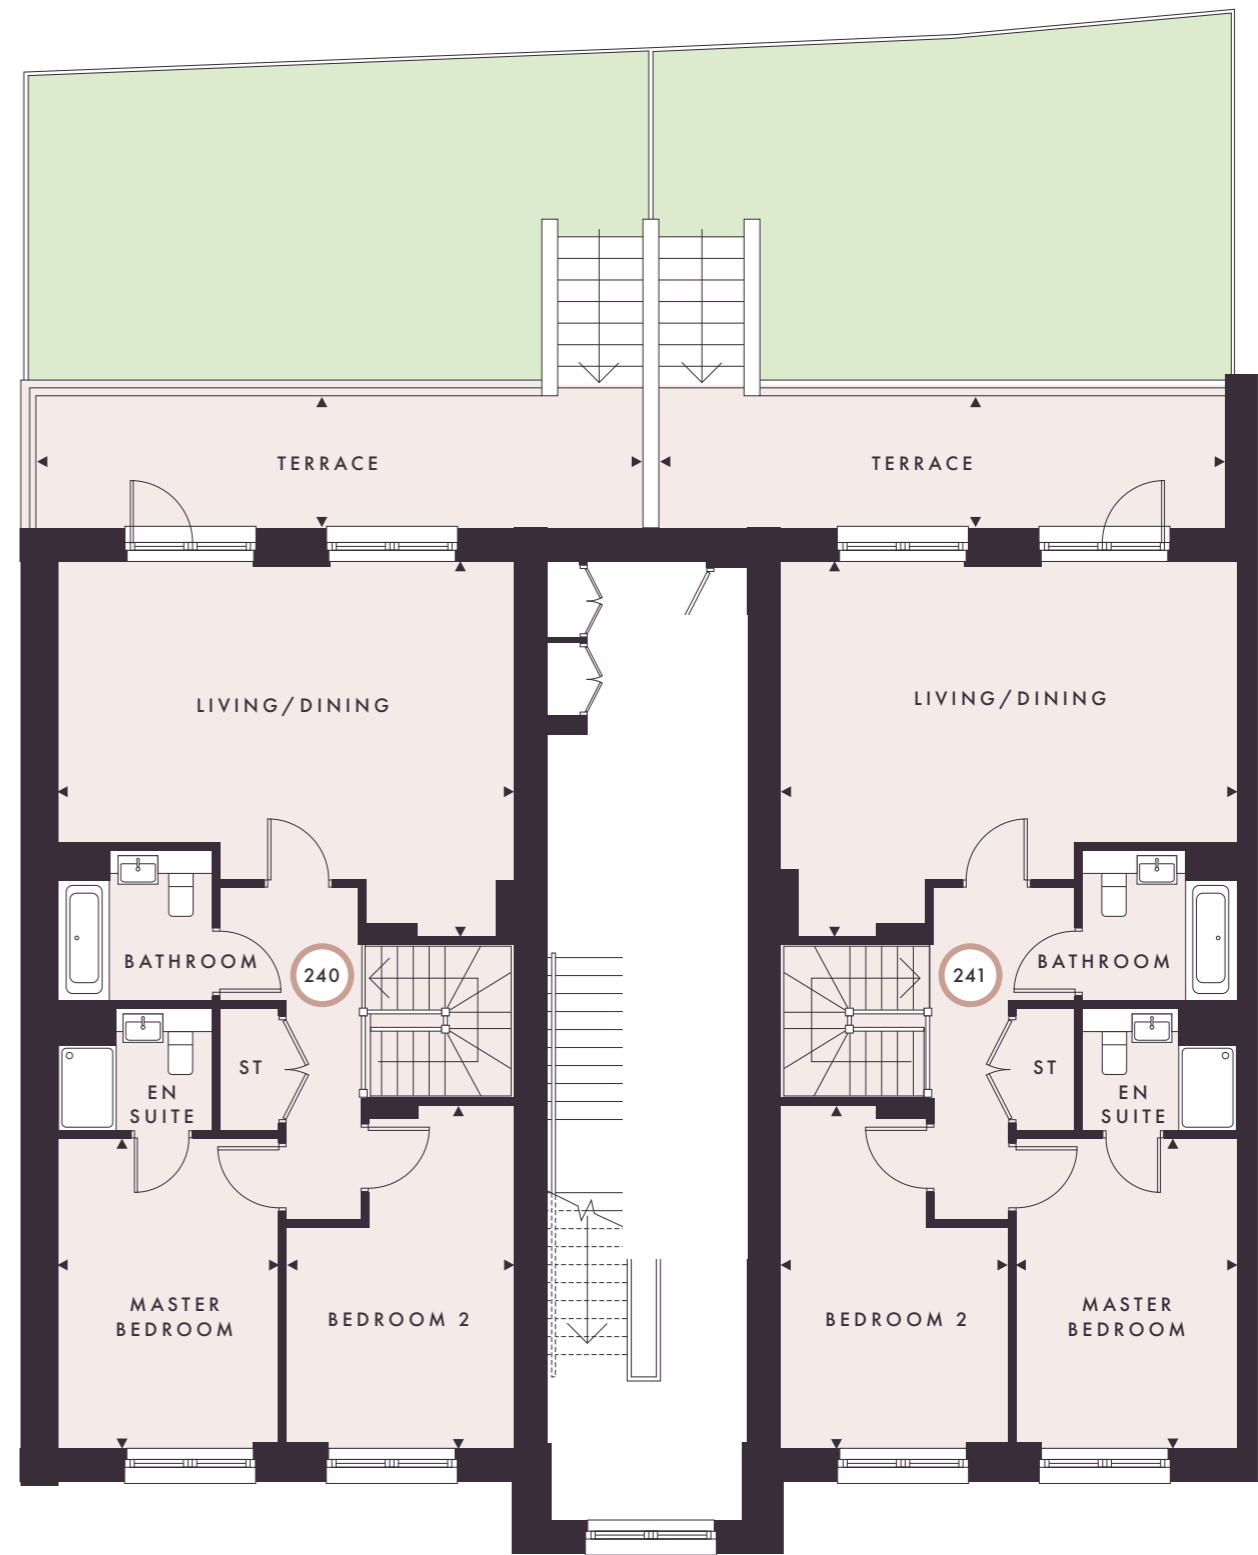 TERRACE
TERRACE
LIVING/DINING
LIVING/DINING
BATHROOM
240
241
BATHROOM
ST
ST
EN
SUITE
EN
SUITE
MASTER
BEDROOM
BEDROOM 2
BEDROOM 2
MASTER
BEDROOM